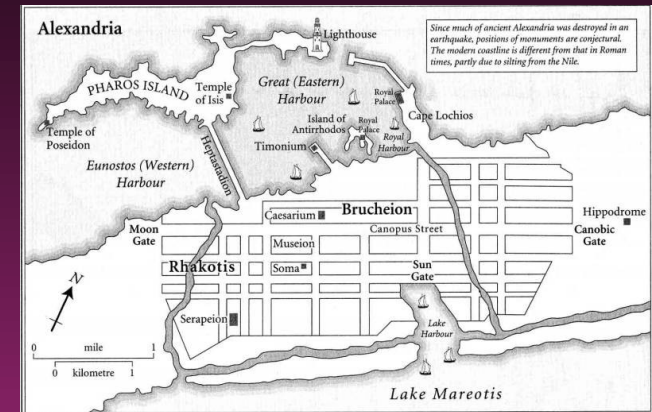 Alexandria
Lighthouse
Since much of ancient Alexandria was destroyed in an
earthquake, positions of monuments are conjectural.
The modern coastline is different from that in Roman
times, partly due to silting from the Nile.
PHAROS ISLAND
Temple
of Isis
Great (Eastern)
Harbour
Royal
Palace
Cape Lochios
Temple of
Poseidon
Island of
Antirrhodos
Royal
Palace
Royal
Harbour
Timonium
Heptastadion
Eunostos (Western)
Harbour
Caesarium
Brucheion
Hippodrome
Moon
Gate
Canopus Street
Canobic
Gate
Museion
Rhakotis
Soma
Sun
Gate
N
Serapeion
Lake
Harbour
0 mile 1
0 kilometre 1
Lake Mareotis